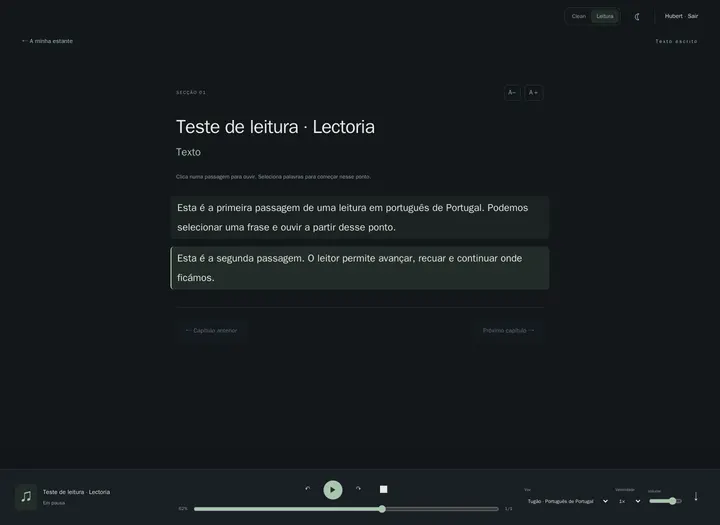 Clean Leitura Hubert · Sair
← A minha estante
Texto escrito
SECÇÃO 01
A− A+
Teste de leitura · Lectoria
Texto
Clica numa passagem para ouvir. Seleciona palavras para começar nesse ponto.
Esta é a primeira passagem de uma leitura em português de Portugal. Podemos
selecionar uma frase e ouvir a partir desse ponto.
Esta é a segunda passagem. O leitor permite avançar, recuar e continuar onde
ficámos.
← Capítulo anterior
Próximo capítulo →
Teste de leitura · Lectoria
Em pausa
Voz
Tugão · Português de Portugal
Velocidade
1×
Volume